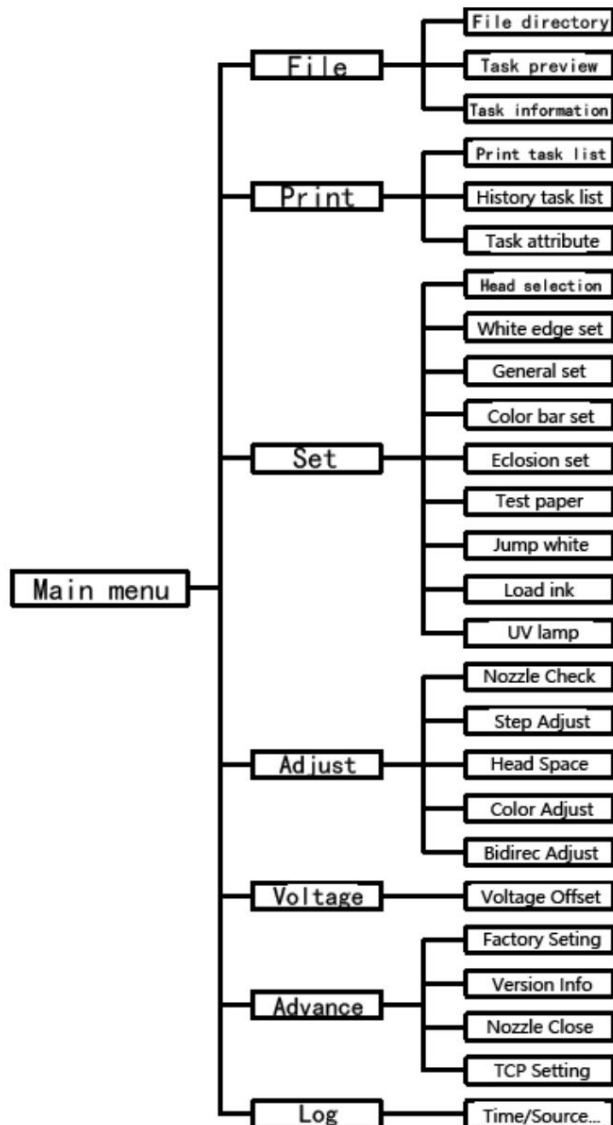 Main menu
File
File directory
Task preview
Task information
Print
Print task list
History task list
Task attribute
Set
Head selection
White edge set
General set
Color bar set
Eclosion set
Test paper
Jump white
Load ink
UV lamp
Adjust
Nozzle Check
Step Adjust
Head Space
Color Adjust
Bidirec Adjust
Voltage
Voltage Offset
Advance
Factory Seting
Version Info
Nozzle Close
TCP Setting
Log
Time/Source...